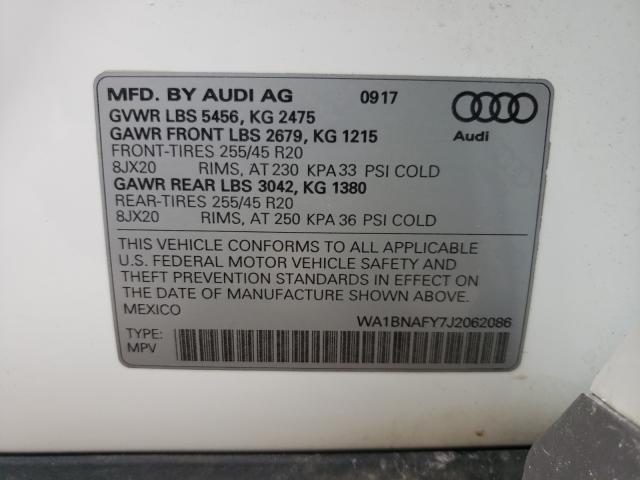 MFD. BY AUDI AG 0917
GVWR LBS 5456, KG 2475
GAWR FRONT LBS 2679, KG 1215
Audi
FRONT-TIRES 255/45 R20
8JX20 RIMS, AT 230 KPA 33 PSI COLD
GAWR REAR LBS 3042, KG 1380
REAR-TIRES 255/45 R20
8JX20 RIMS, AT 250 KPA 36 PSI COLD
THIS VEHICLE CONFORMS TO ALL APPLICABLE
U.S. FEDERAL MOTOR VEHICLE SAFETY AND
THEFT PREVENTION STANDARDS IN EFFECT ON
THE DATE OF MANUFACTURE SHOWN ABOVE.
MEXICO
WA1BNAFY7J2062086
TYPE:
MPV